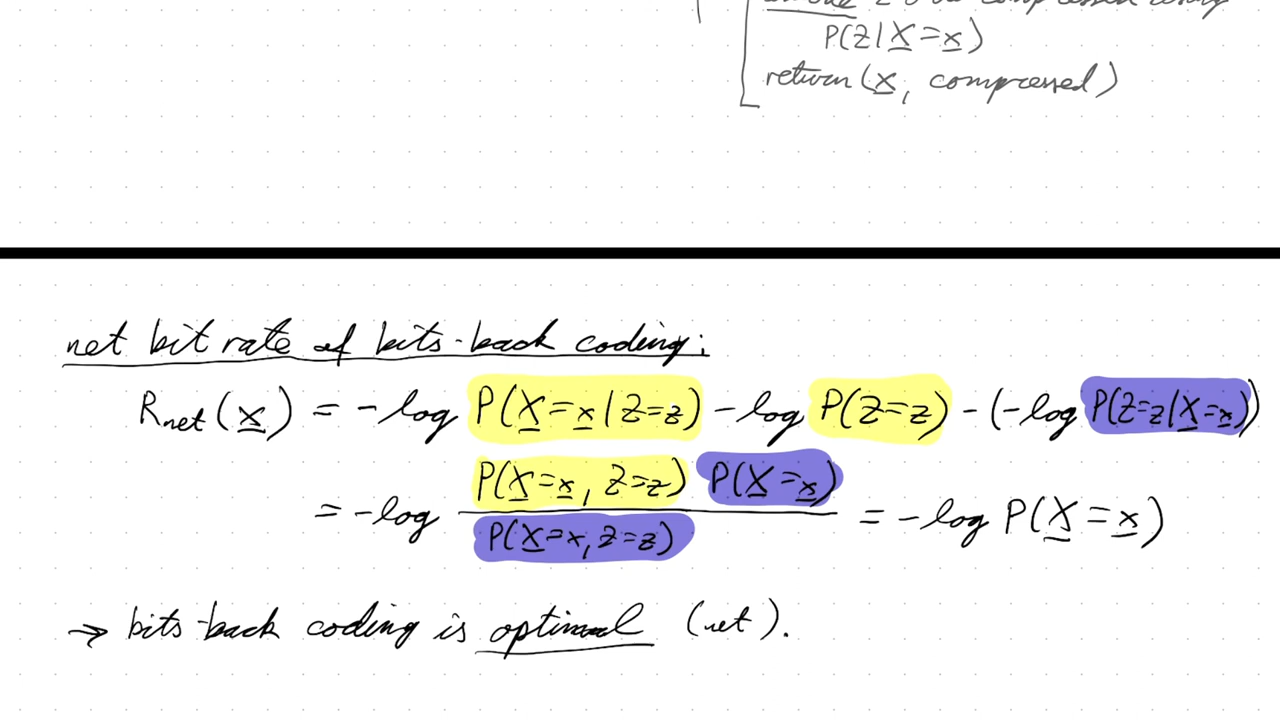 P(Z|X=x)
return(x, compressed)
net bit rate of bits-back coding:
Rnet(x) = -log P(X=x|Z=z) -log P(Z=z) - (-log P(Z=z|X=x))
= -log P(X=x, Z=z) P(X=x) / P(X=x, Z=z) = -log P(X=x)
→ bits-back coding is optimal (net).